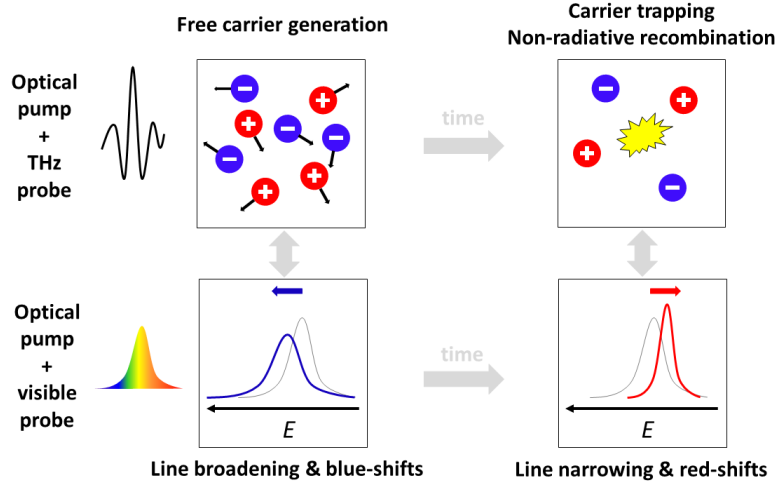 Free carrier generation
Carrier trapping
Non-radiative recombination
Optical
pump
+
THz
probe
time
Optical
pump
+
visible
probe
time
E
E
Line broadening & blue-shifts
Line narrowing & red-shifts